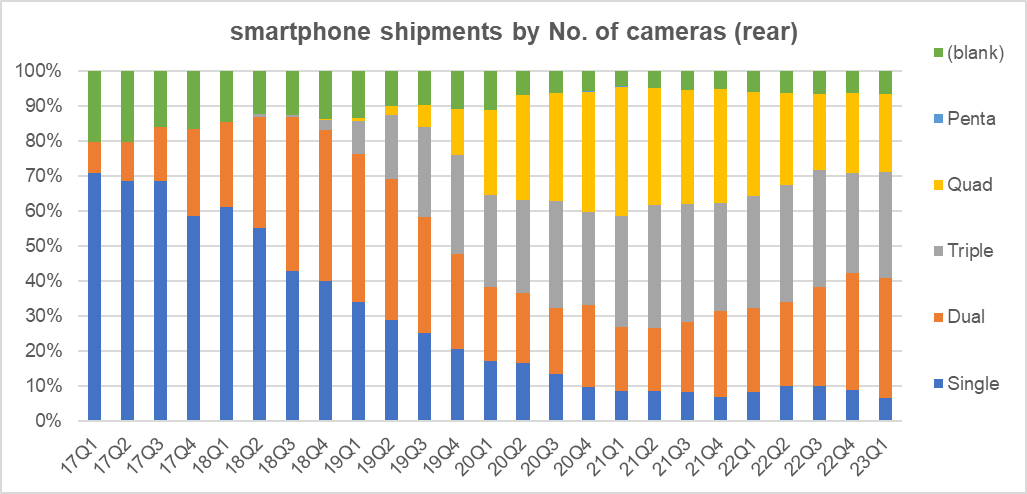 smartphone shipments by No. of cameras (rear)
100%
90%
80%
70%
60%
50%
40%
30%
20%
10%
0%
17Q1
17Q2
17Q3
17Q4
18Q1
18Q2
18Q3
18Q4
19Q1
19Q2
19Q3
19Q4
20Q1
20Q2
20Q3
20Q4
21Q1
21Q2
21Q3
21Q4
22Q1
22Q2
22Q3
22Q4
23Q1
(blank)
Penta
Quad
Triple
Dual
Single